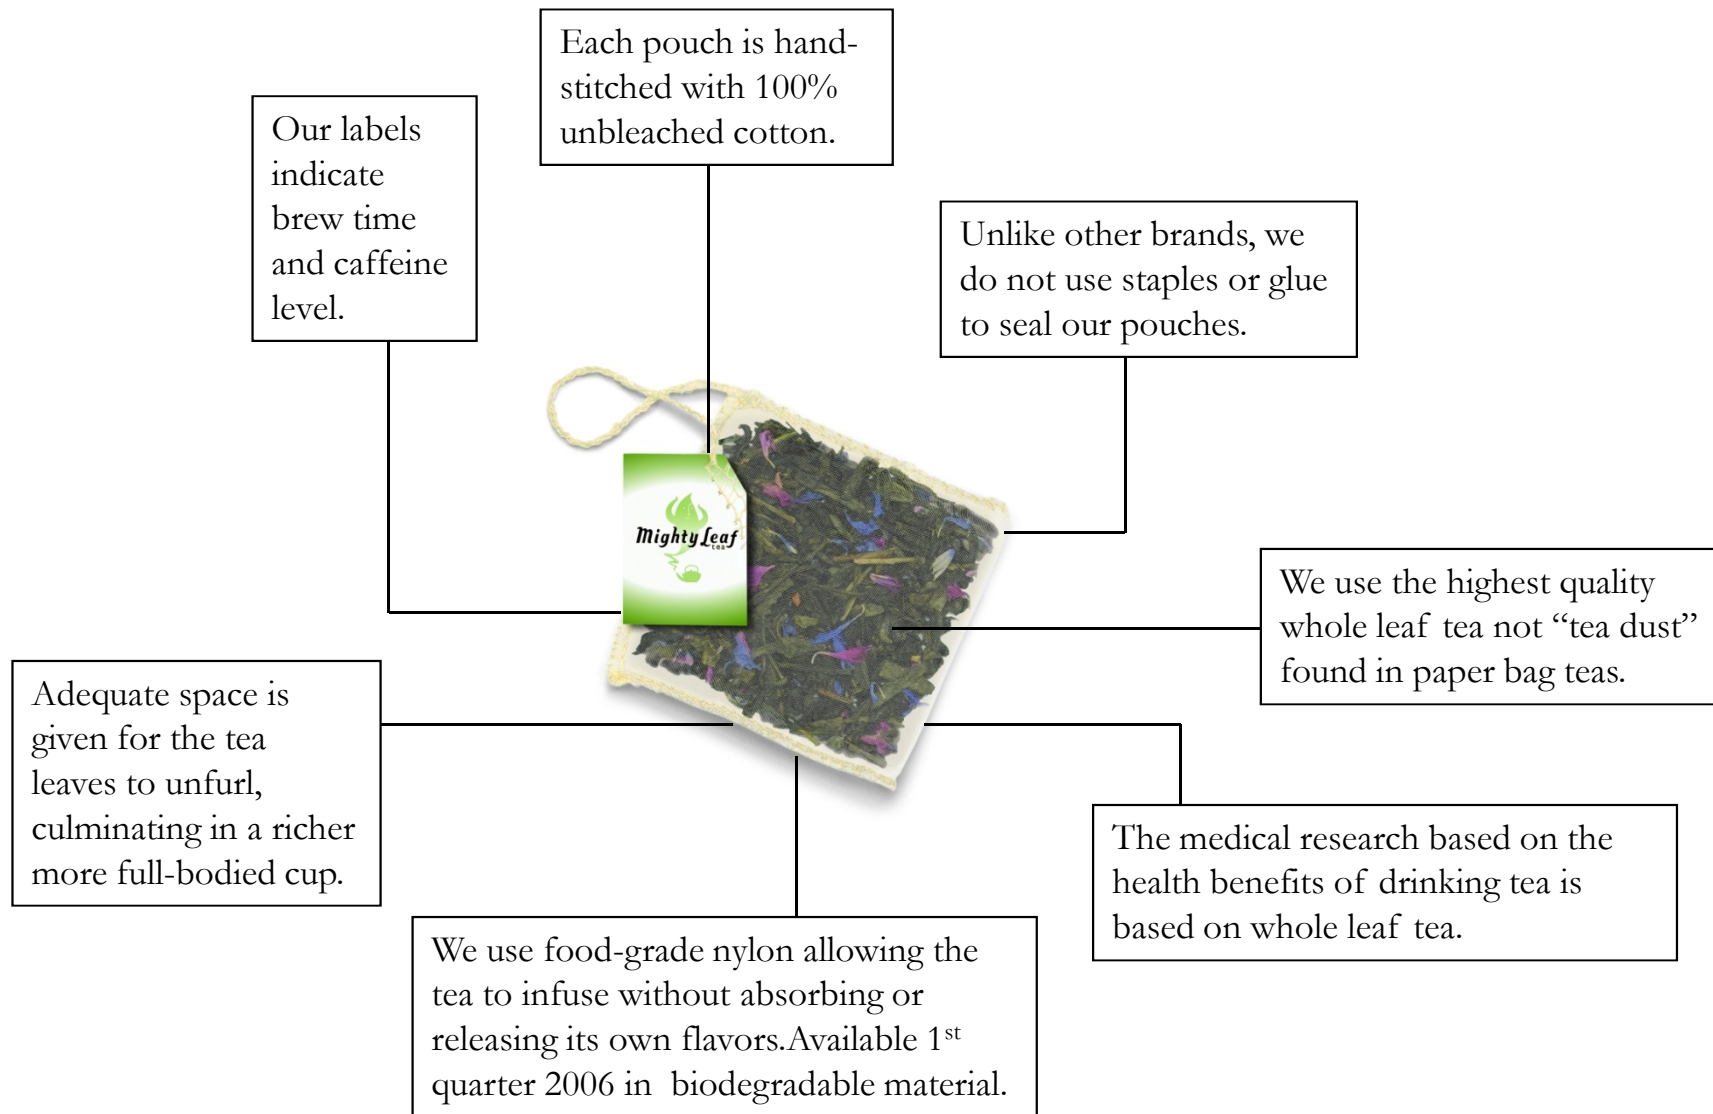 Each pouch is hand-
stitched with 100%
unbleached cotton.
Our labels
indicate
brew time
and caffeine
level.
Unlike other brands, we
do not use staples or glue
to seal our pouches.
Mighty Leaf
tea
We use the highest quality
whole leaf tea not “tea dust”
found in paper bag teas.
Adequate space is
given for the tea
leaves to unfurl,
culminating in a richer
more full-bodied cup.
The medical research based on the
health benefits of drinking tea is
based on whole leaf tea.
We use food-grade nylon allowing the
tea to infuse without absorbing or
releasing its own flavors.Available 1st
quarter 2006 in biodegradable material.